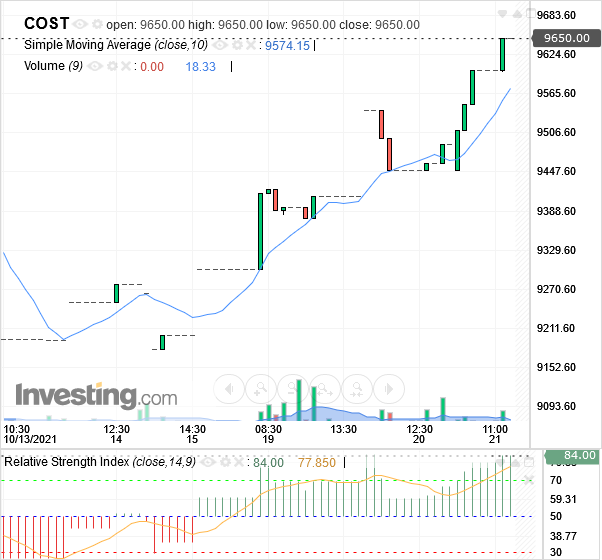 COST open: 9650.00 high: 9650.00 low: 9650.00 close: 9650.00
Simple Moving Average (close,10) : 9574.15
Volume (9) : 0.00 18.33
9683.60
9650.00
9624.60
9565.60
9506.60
9447.60
9388.60
9329.60
9270.60
9211.60
9152.60
9093.60
Investing.com
10:30 12:30 14:30 08:30 13:30 12:30 11:00
10/13/2021 14 15 19 20 21
Relative Strength Index (close,14,9) : 84.00 77.850
84.00
70
59.31
50
38.77
30